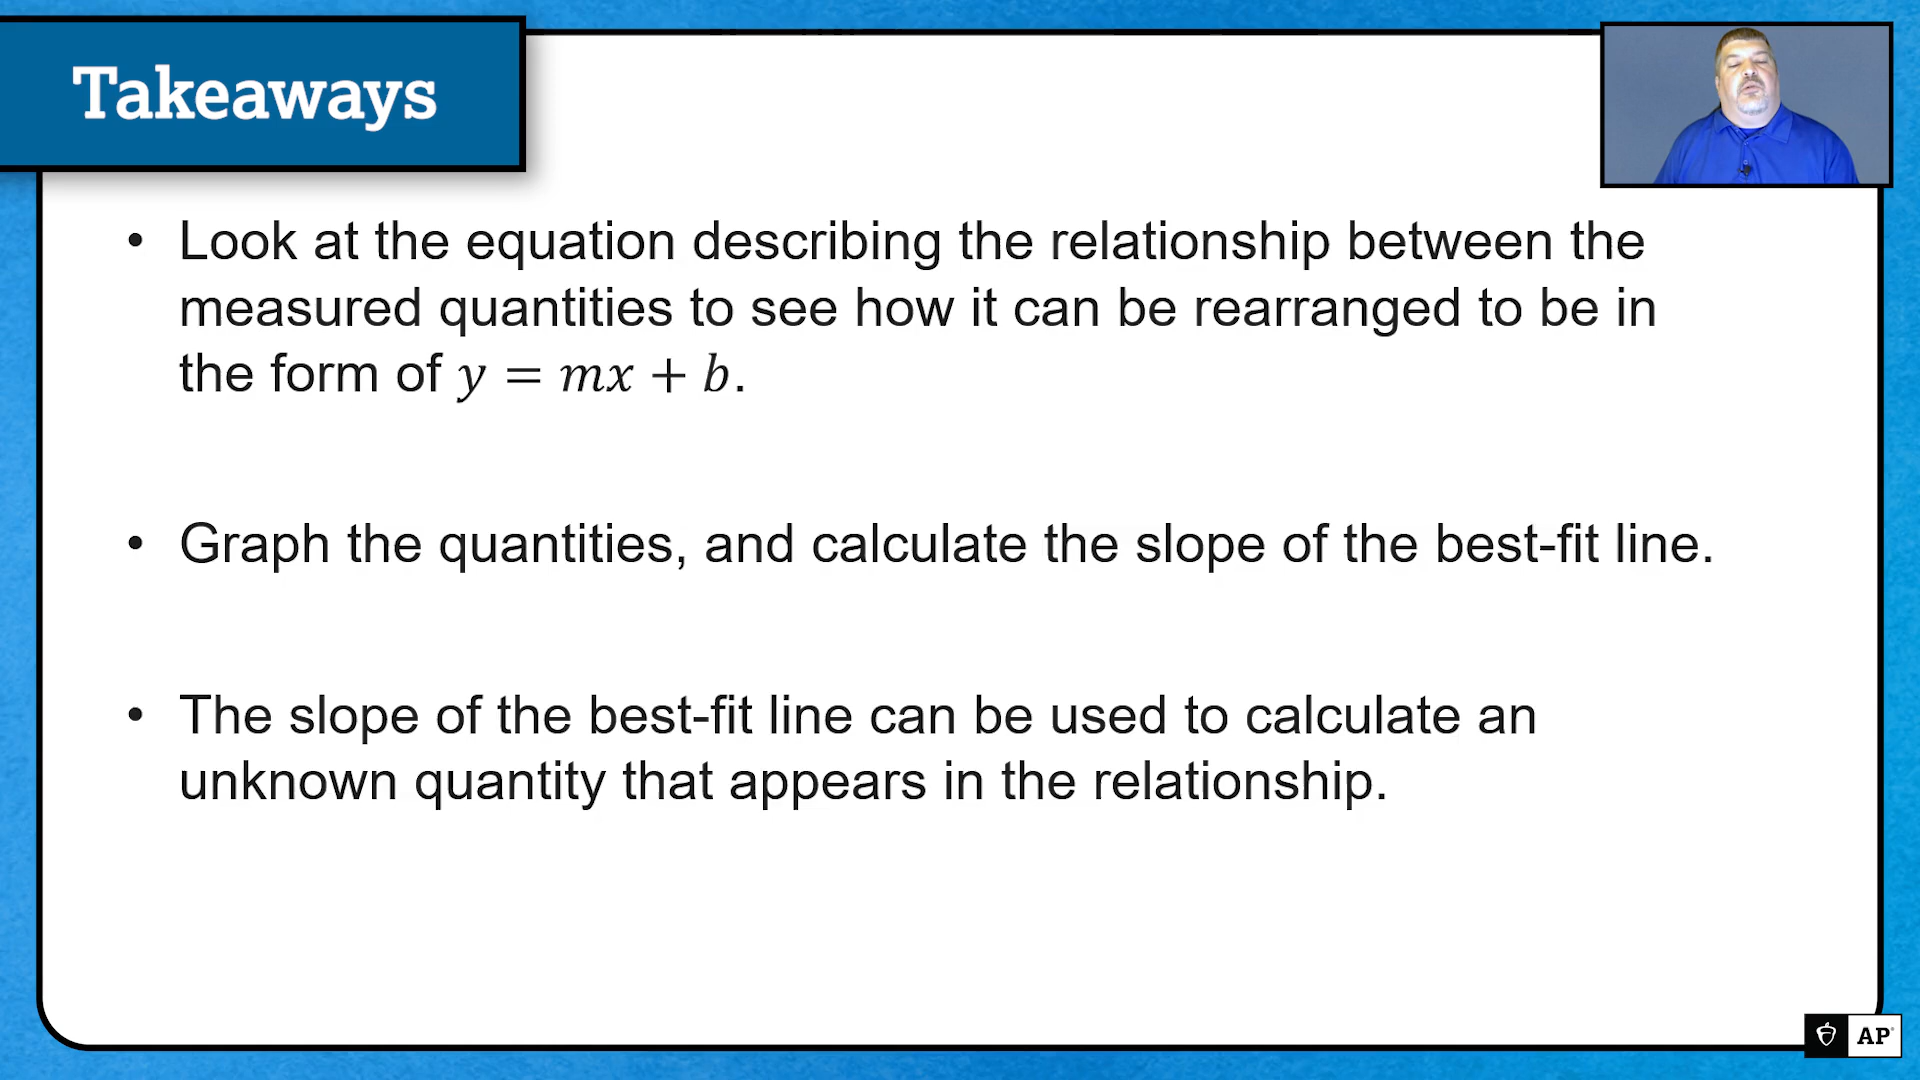 Takeaways
• Look at the equation describing the relationship between the
measured quantities to see how it can be rearranged to be in
the form of y = mx + b.
• Graph the quantities, and calculate the slope of the best-fit line.
• The slope of the best-fit line can be used to calculate an
unknown quantity that appears in the relationship.
AP®